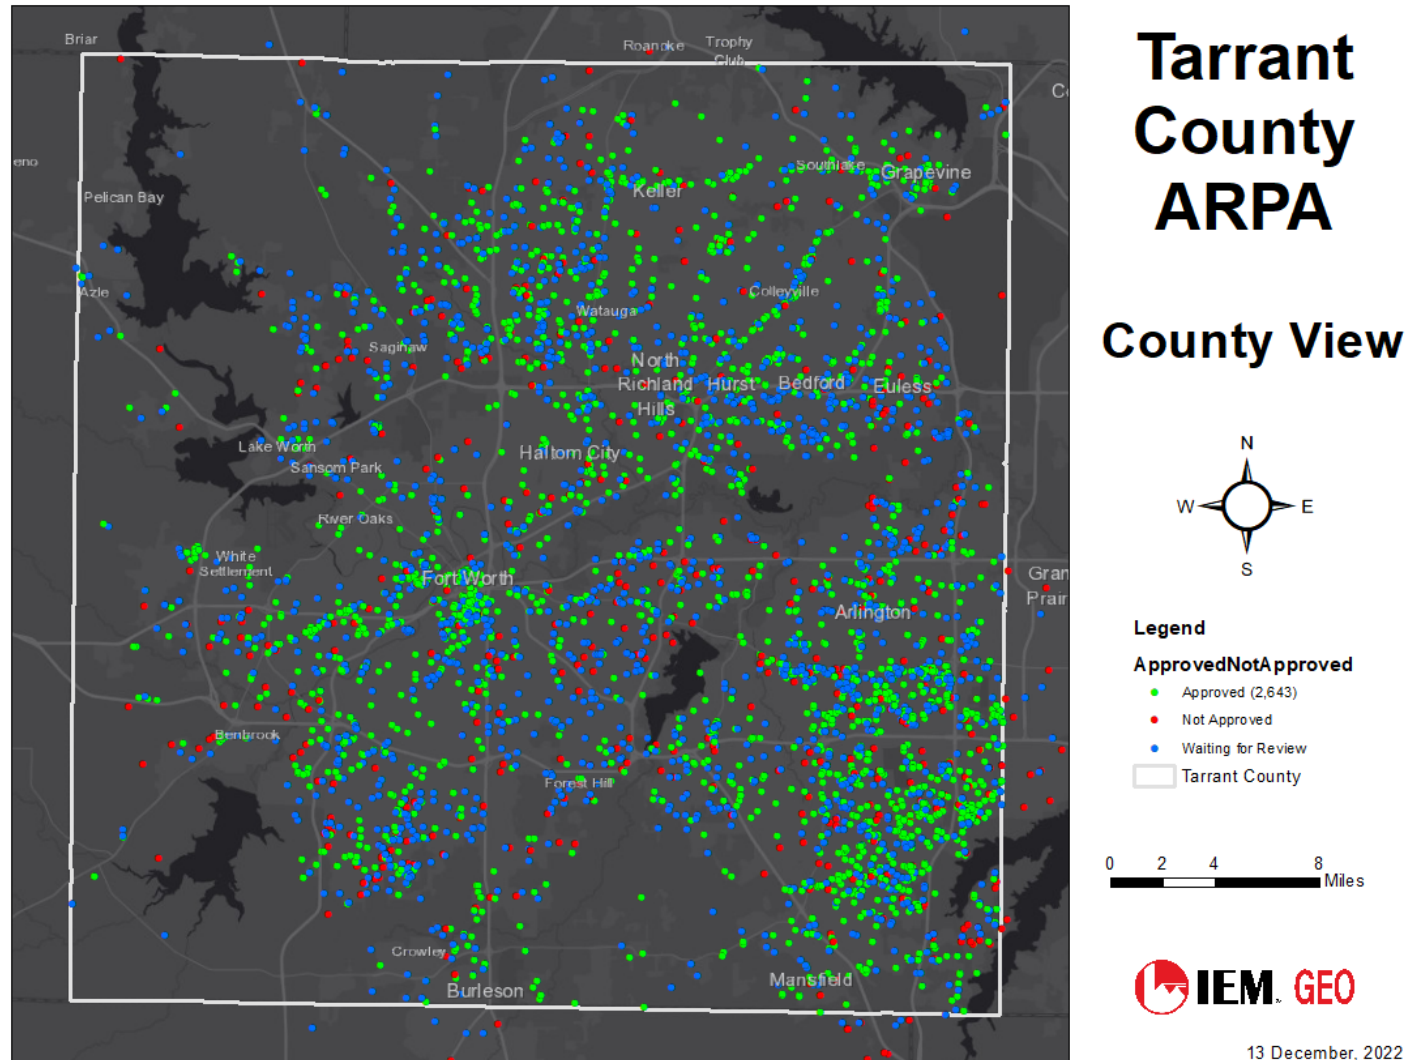 Briar
Roanoke
Trophy
Club
eno
Pelican Bay
Southlake
Grapevine
Keller
Azle
Colleyville
Watauga
Saginaw
North
Richland
Hills
Hurst
Bedford
Euless
Lake Worth
Sansom Park
Haltom City
River Oaks
White
Settlement
Fort Worth
Gran
Prair
Arlington
Benbrook
Forest Hill
Crowley
Burleson
Mansfield
Tarrant
County
ARPA
County View
N
W
E
S
Legend
ApprovedNotApproved
Approved (2,643)
Not Approved
Waiting for Review
Tarrant County
0 2 4 8
Miles
IEM GEO
13 December, 2022